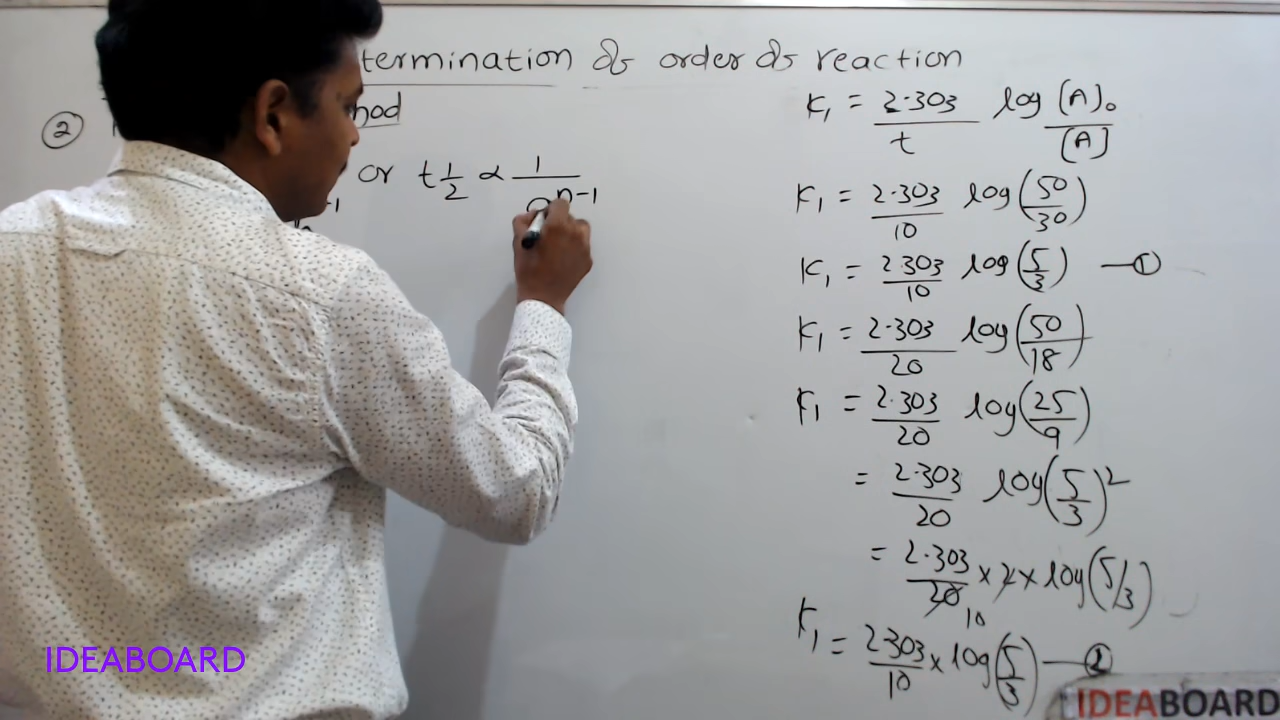 termination of order of reaction
② hod
or t 1/2 ∝ 1/a^n-1
-1
K₁ = 2.303/t log [A]₀/[A]
K₁ = 2.303/10 log(50/30)
K₁ = 2.303/10 log(5/3) —①
K₁ = 2.303/20 log(50/18)
K₁ = 2.303/20 log(25/9)
= 2.303/20 log(5/3)²
= 2.303/20 × 2 × log(5/3)
10
K₁ = 2.303/10 × log(5/3) —②
IDEABOARD
IDEABOARD